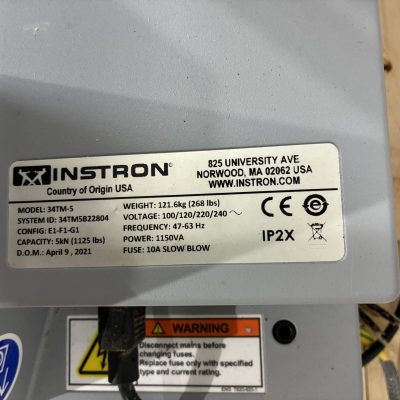 INSTRON®
Country of Origin USA
825 UNIVERSITY AVE
NORWOOD, MA 02062 USA
WWW.INSTRON.COM
MODEL: 34TM-5
SYSTEM ID: 34TM5B22804
CONFIG: E1-F1-G1
CAPACITY: 5kN (1125 lbs)
D.O.M.: April 9 , 2021
WEIGHT: 121.6kg (268 lbs)
VOLTAGE: 100/120/220/240 ~
FREQUENCY: 47-63 Hz
POWER: 1150VA
FUSE: 10A SLOW BLOW
CE
IP2X
WARNING
Disconnect mains before
changing fuses.
Replace fuse only with specified
type and current rating.